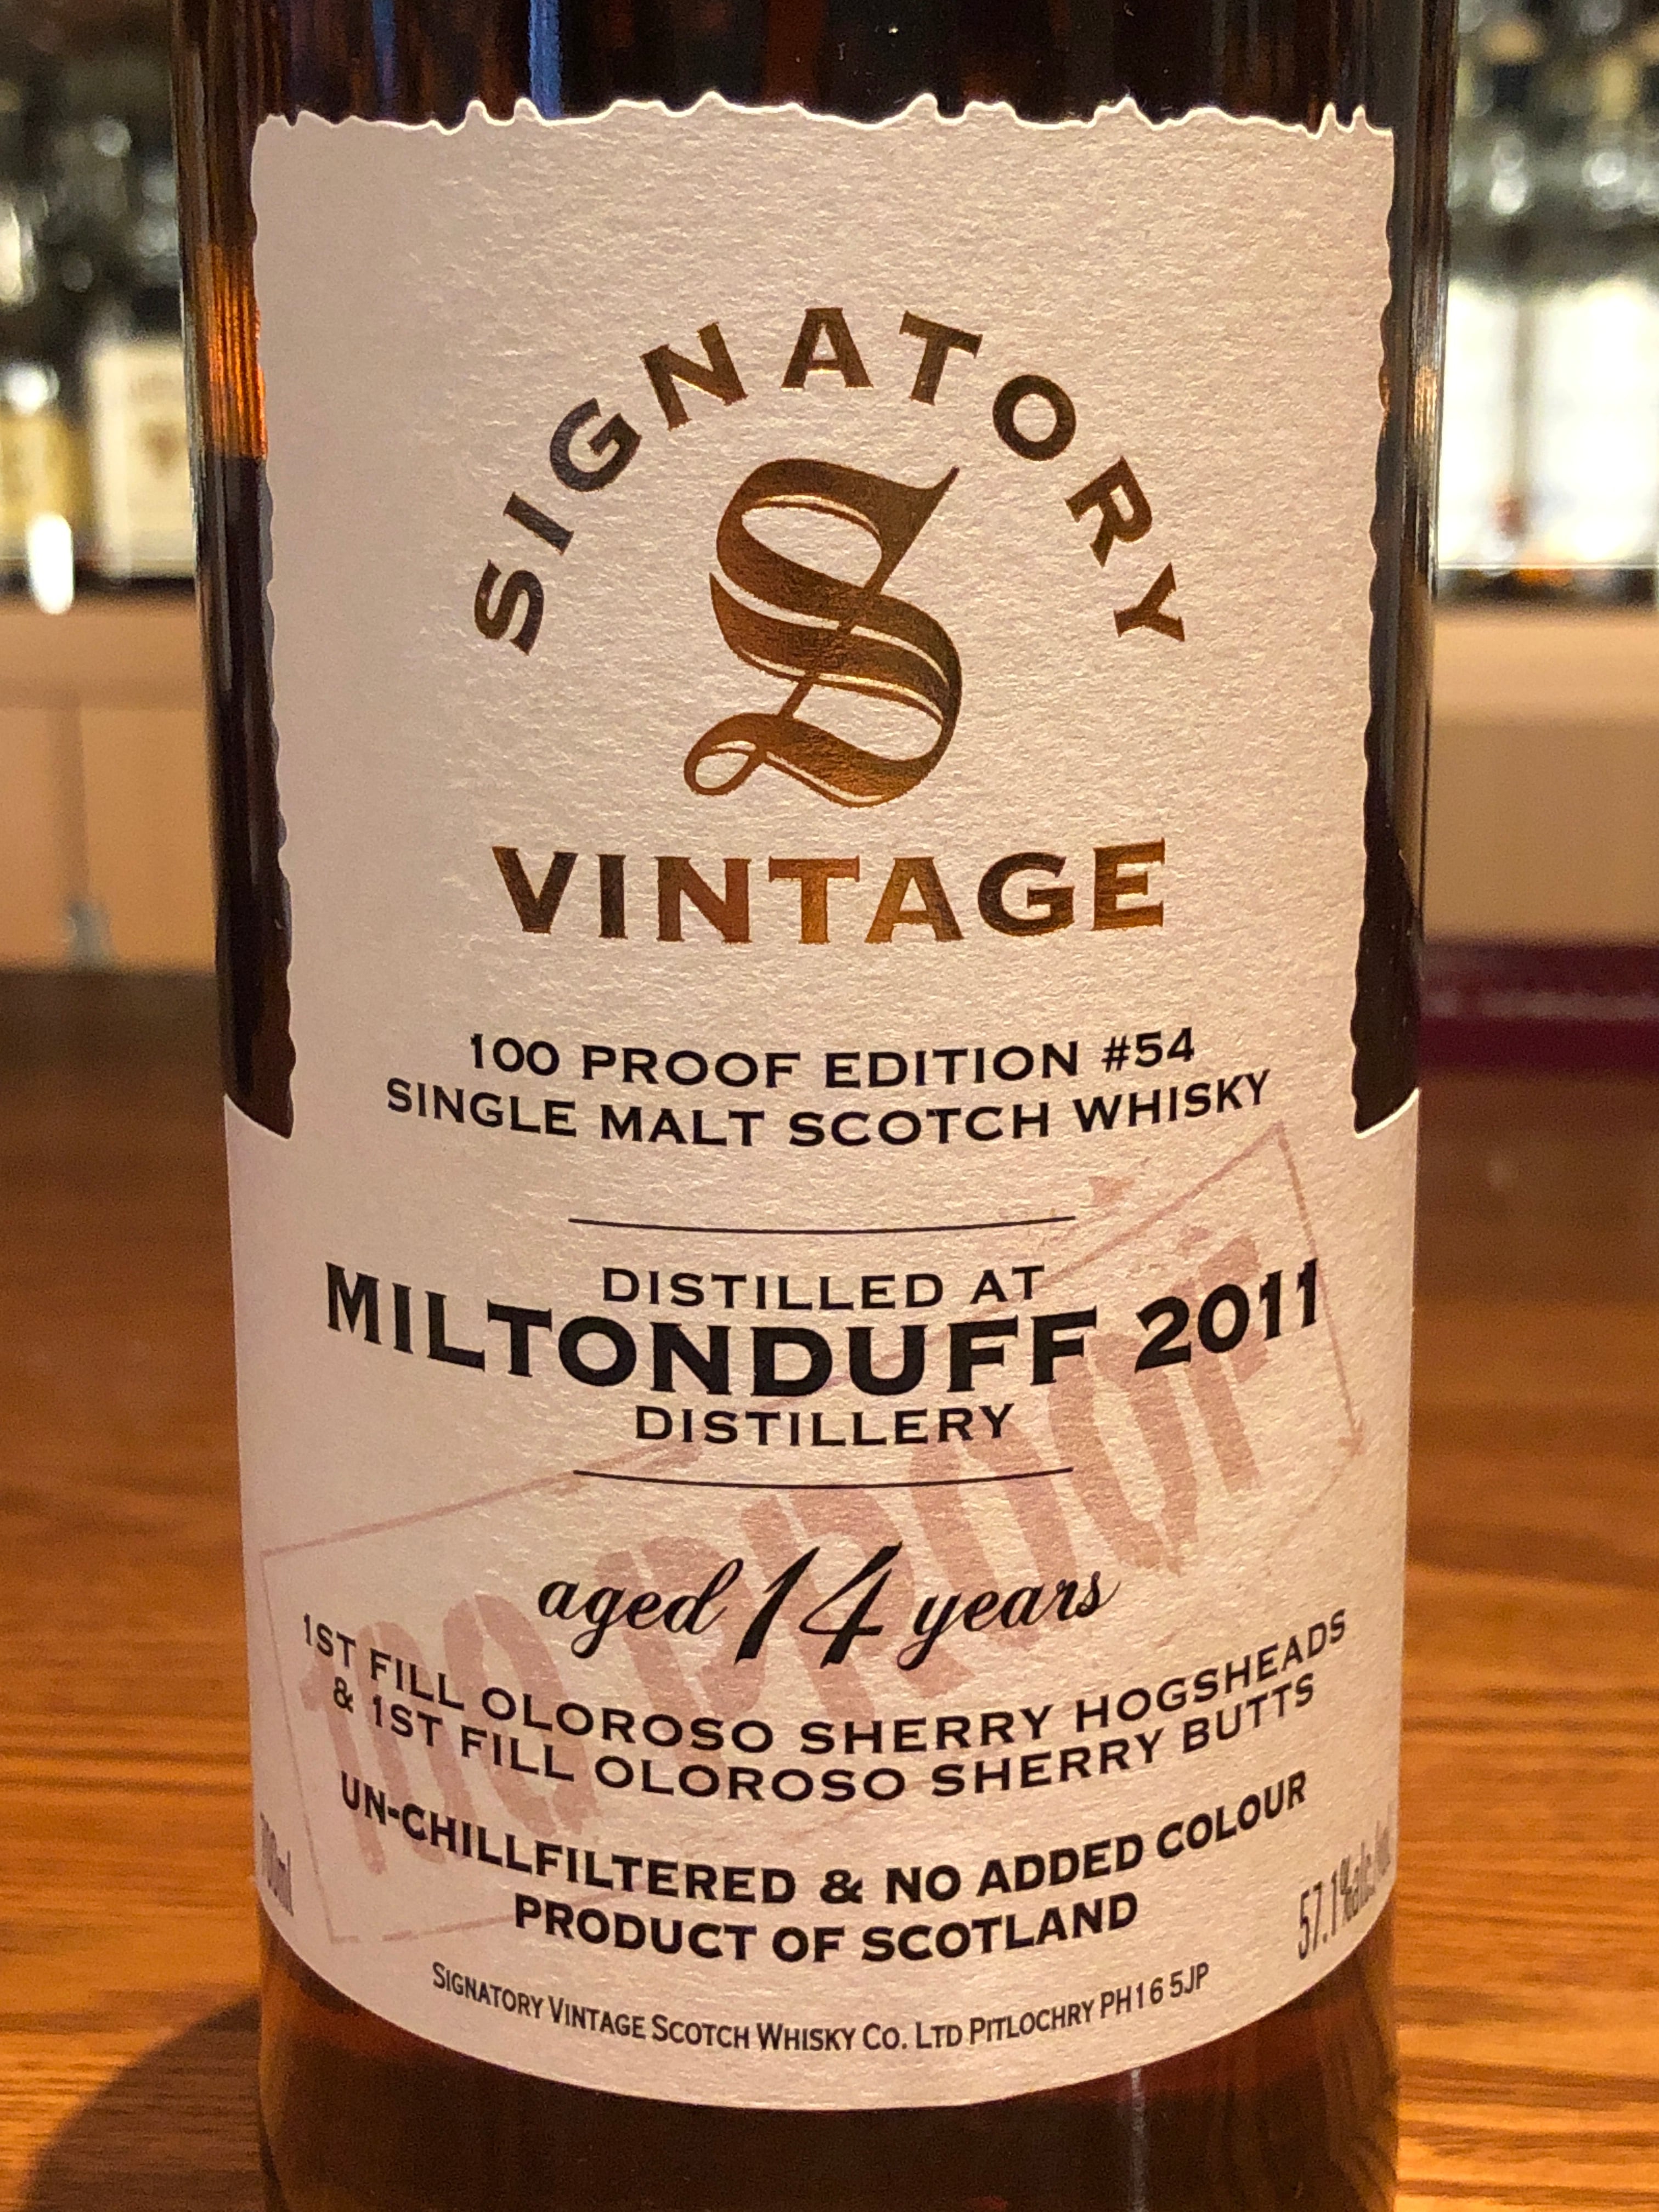 SIGNATORY
S
VINTAGE
100 PROOF EDITION #54
SINGLE MALT SCOTCH WHISKY
DISTILLED AT
MILTONDUFF 2011
DISTILLERY
100 PROOF
aged 14 years
1ST FILL OLOROSO SHERRY HOGSHEADS
& 1ST FILL OLOROSO SHERRY BUTTS
UN-CHILLFILTERED & NO ADDED COLOUR
PRODUCT OF SCOTLAND
700ml
57.1%alc./vol
SIGNATORY VINTAGE SCOTCH WHISKY CO. LTD PITLOCHRY PH16 5JP